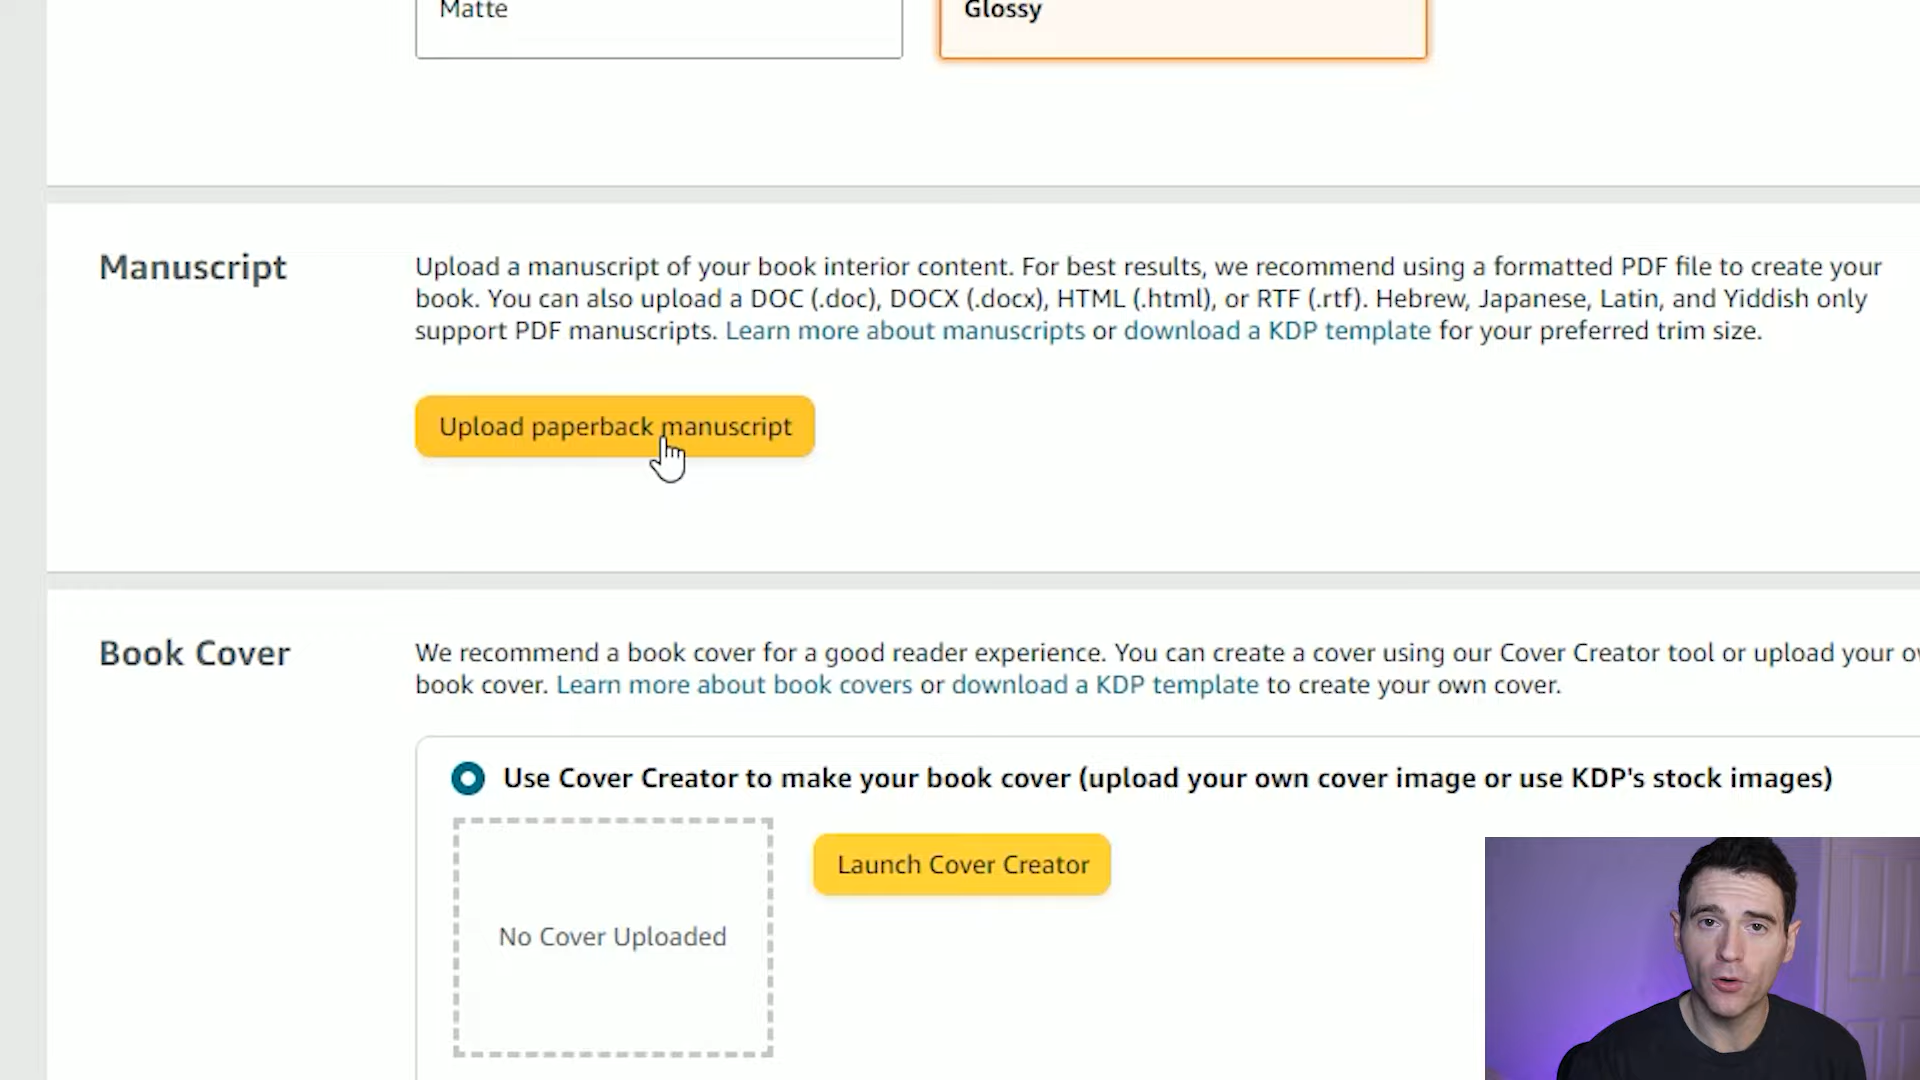 Matte
Glossy
Manuscript
Upload a manuscript of your book interior content. For best results, we recommend using a formatted PDF file to create your
book. You can also upload a DOC (.doc), DOCX (.docx), HTML (.html), or RTF (.rtf). Hebrew, Japanese, Latin, and Yiddish only
support PDF manuscripts. Learn more about manuscripts or download a KDP template for your preferred trim size.
Upload paperback manuscript
Book Cover
We recommend a book cover for a good reader experience. You can create a cover using our Cover Creator tool or upload your
book cover. Learn more about book covers or download a KDP template to create your own cover.
Use Cover Creator to make your book cover (upload your own cover image or use KDP's stock images)
Launch Cover Creator
No Cover Uploaded